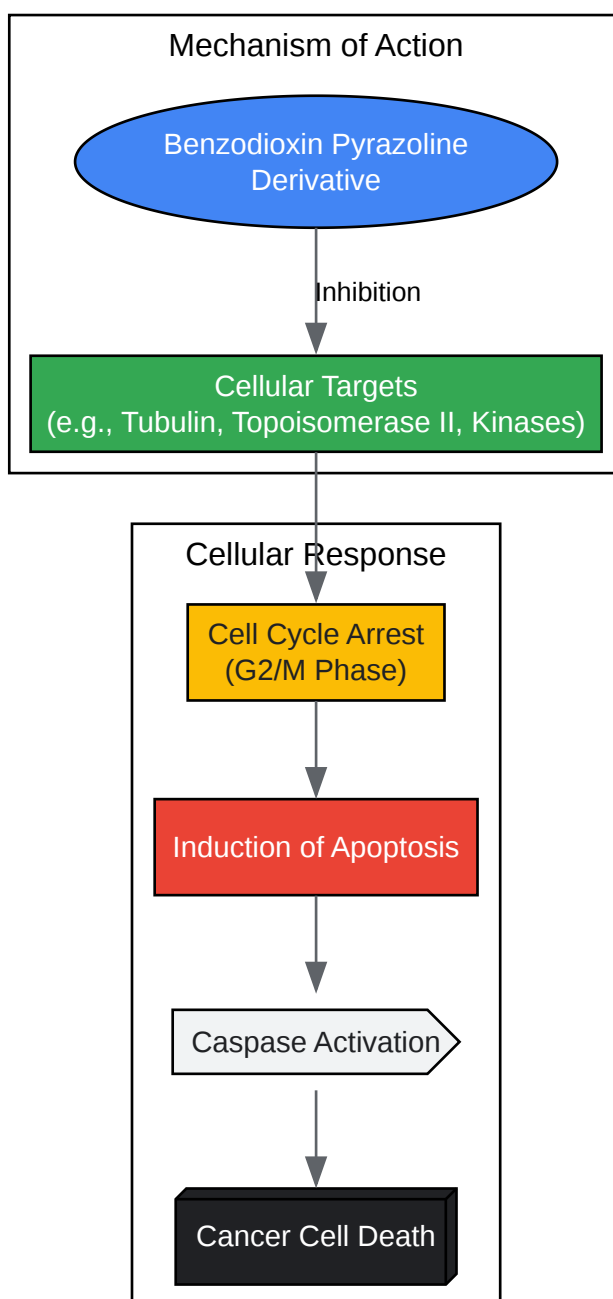 Mechanism of Action
Benzodioxin Pyrazoline
Derivative
Inhibition
Cellular Targets
(e.g., Tubulin, Topoisomerase II, Kinases)
Cellular Response
Cell Cycle Arrest
(G2/M Phase)
Induction of Apoptosis
Caspase Activation
Cancer Cell Death